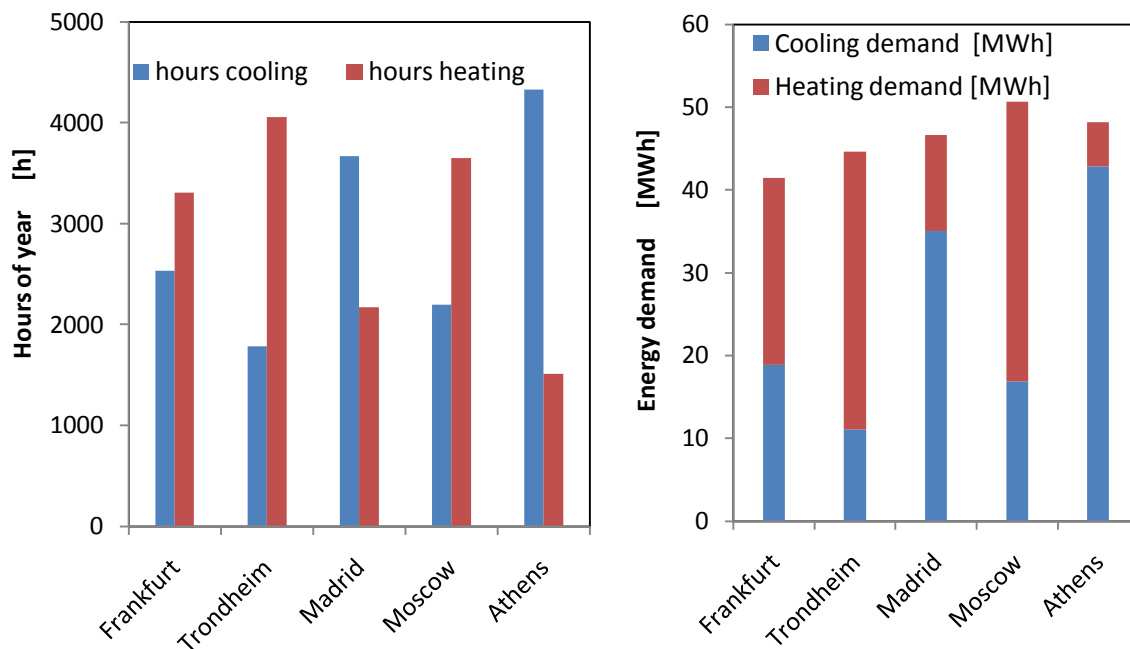 5000
4000
3000
2000
1000
0
Hours of year [h]
hours cooling hours heating
Frankfurt
Trondheim
Madrid
Moscow
Athens
60
50
40
30
20
10
0
Energy demand [MWh]
Cooling demand [MWh]
Heating demand [MWh]
Frankfurt
Trondheim
Madrid
Moscow
Athens